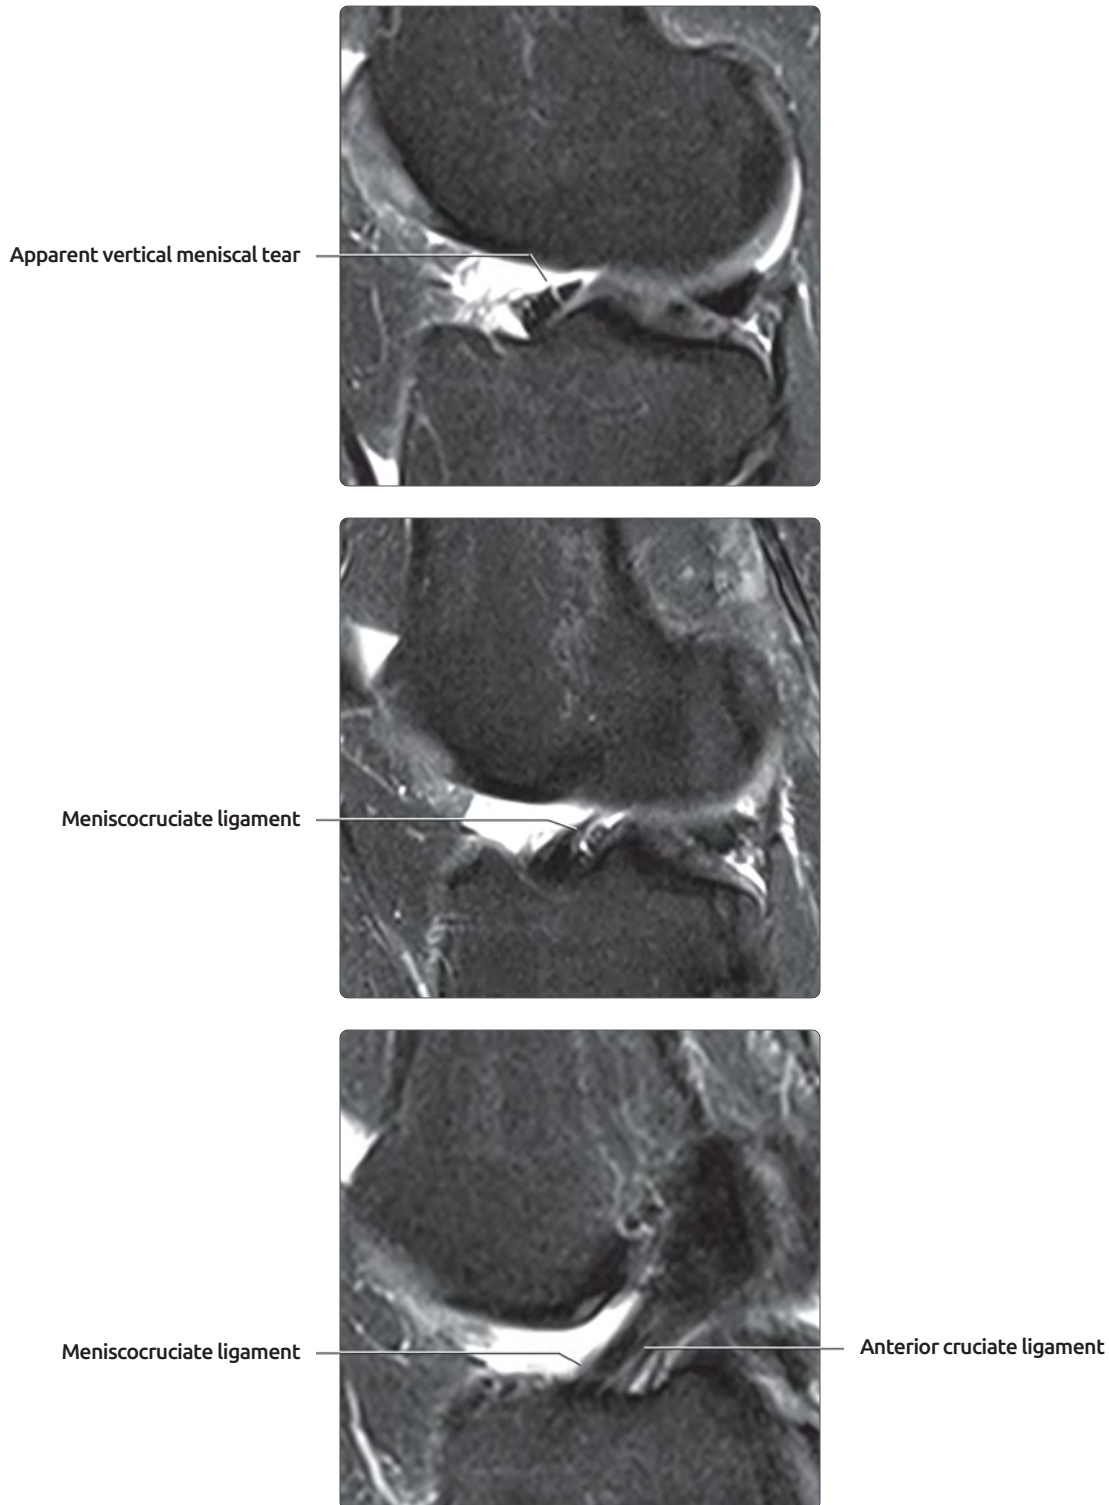 Apparent vertical meniscal tear
Meniscocruciate ligament
Meniscocruciate ligament
Anterior cruciate ligament